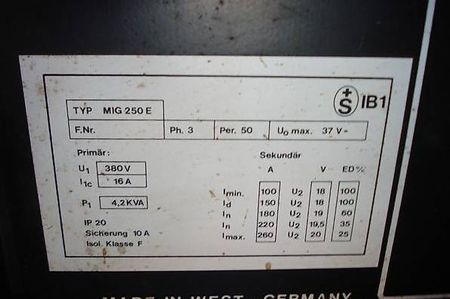 S IB1
TYP MIG 250 E
F.Nr. Ph. 3 Per. 50 U₀ max. 37 V
Primär: Sekundär
A V ED%
U₁ 380 V
I₁c 16 A
Imin. 100 U₂ 18 100
P₁ 4,2 KVA Id 150 U₂ 18 100
In 180 U₂ 19 60
IP 20 In 220 U₂ 19,5 35
Sicherung 10 A Imax. 260 U₂ 20 25
Isol. Klasse F
MADE IN WEST - GERMANY